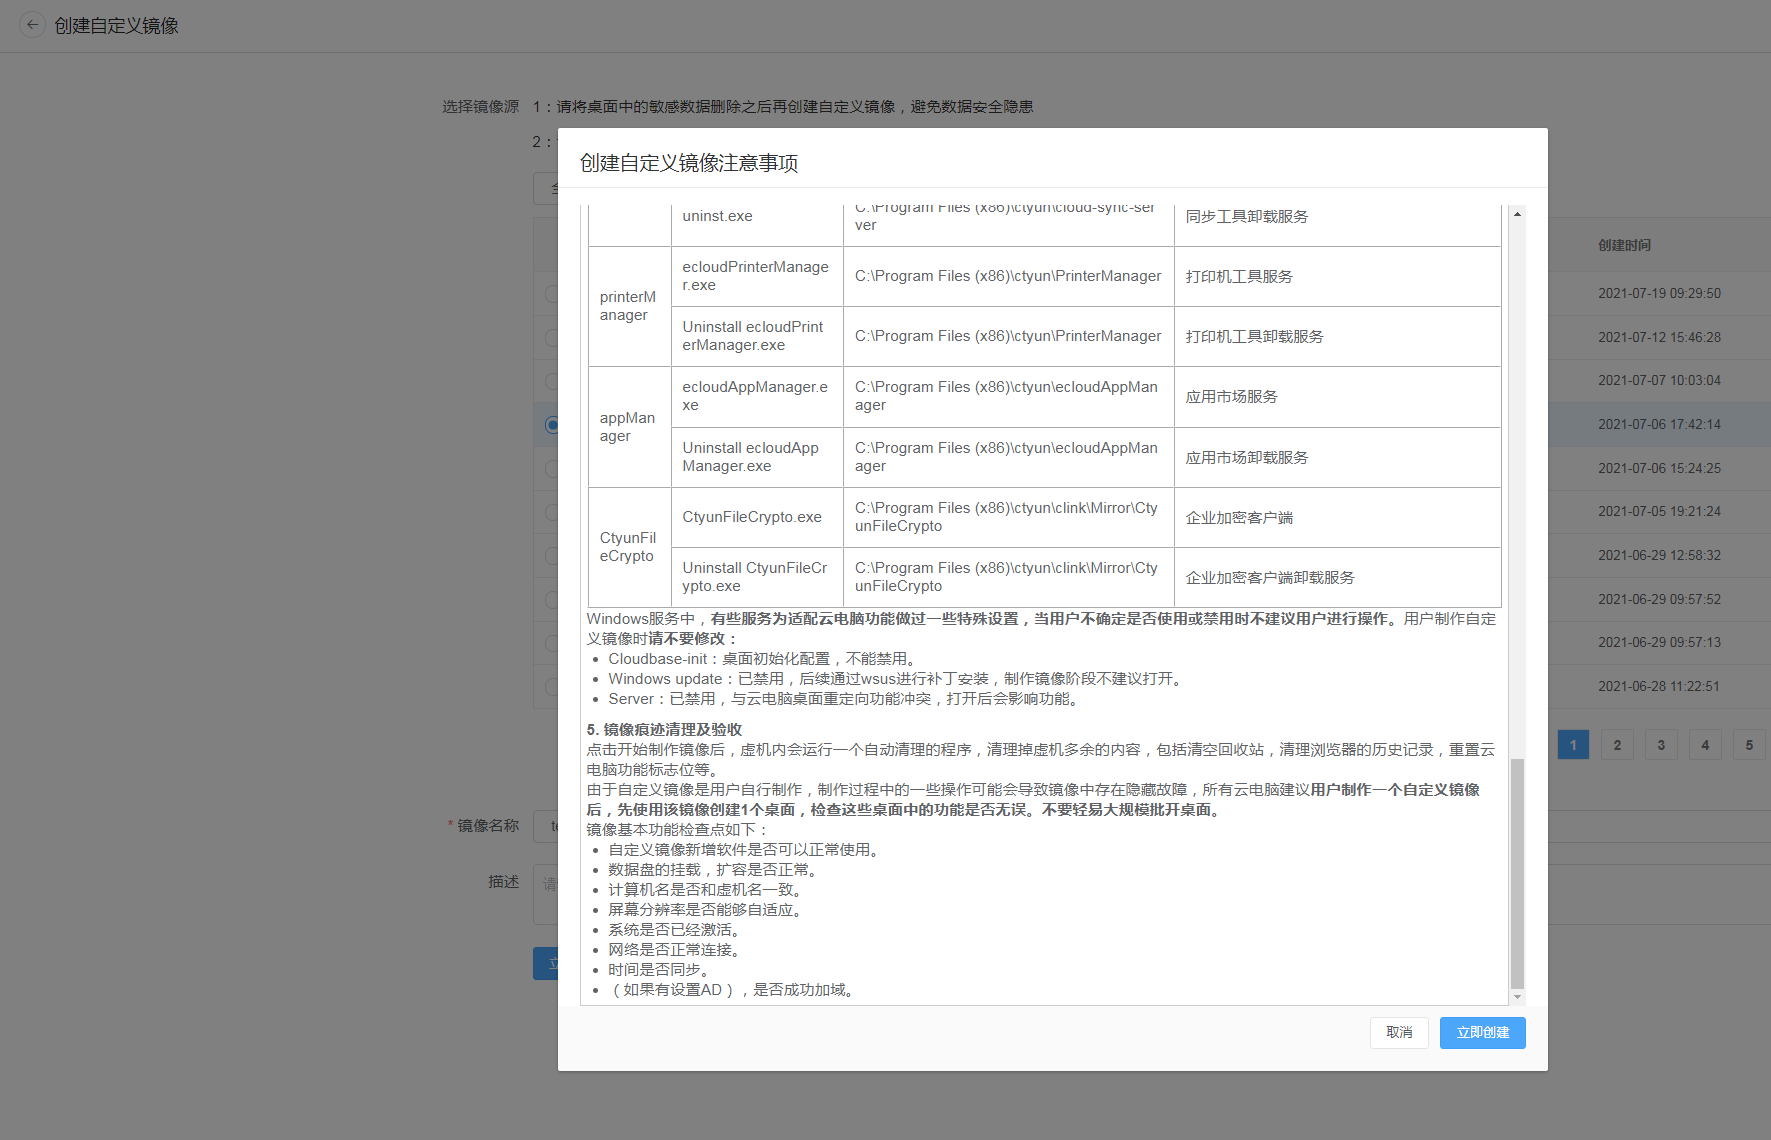 创建自定义镜像
选择镜像源
1：请将桌面中的敏感数据删除之后再创建自定义镜像，避免数据安全隐患
2：
创建自定义镜像注意事项
uninst.exe
C:\Program Files (x86)\ctyun\cloud-sync-ser
ver
同步工具卸载服务
printerM
anager
ecloudPrinterManage
r.exe
C:\Program Files (x86)\ctyun\PrinterManager
打印机工具服务
Uninstall ecloudPrint
erManager.exe
C:\Program Files (x86)\ctyun\PrinterManager
打印机工具卸载服务
appMan
ager
ecloudAppManager.e
xe
C:\Program Files (x86)\ctyun\ecloudAppMan
ager
应用市场服务
Uninstall ecloudApp
Manager.exe
C:\Program Files (x86)\ctyun\ecloudAppMan
ager
应用市场卸载服务
CtyunFil
eCrypto
CtyunFileCrypto.exe
C:\Program Files (x86)\ctyun\clink\Mirror\Cty
unFileCrypto
企业加密客户端
Uninstall CtyunFileCr
ypto.exe
C:\Program Files (x86)\ctyun\clink\Mirror\Cty
unFileCrypto
企业加密客户端卸载服务
Windows服务中，有些服务为适配云电脑功能做过一些特殊设置，当用户不确定是否使用或禁用时不建议用户进行操作。用户制作自定
义镜像时请不要修改：
• Cloudbase-init：桌面初始化配置，不能禁用。
• Windows update：已禁用，后续通过wsus进行补丁安装，制作镜像阶段不建议打开。
• Server：已禁用，与云电脑桌面重定向功能冲突，打开后会影响功能。
5. 镜像痕迹清理及验收
点击开始制作镜像后，虚机内会运行一个自动清理的程序，清理掉虚机多余的内容，包括清空回收站，清理浏览器的历史记录，重置云
电脑功能标志位等。
由于自定义镜像是用户自行制作，制作过程中的一些操作可能会导致镜像中存在隐藏故障，所有云电脑建议用户制作一个自定义镜像
后，先使用该镜像创建1个桌面，检查这些桌面中的功能是否无误。不要轻易大规模批开桌面。
镜像基本功能检查点如下：
• 自定义镜像新增软件是否可以正常使用。
• 数据盘的挂载，扩容是否正常。
• 计算机名是否和虚机名一致。
• 屏幕分辨率是否能够自适应。
• 系统是否已经激活。
• 网络是否正常连接。
• 时间是否同步。
• （如果有设置AD），是否成功加域。
取消
立即创建
创建时间
2021-07-19 09:29:50
2021-07-12 15:46:28
2021-07-07 10:03:04
2021-07-06 17:42:14
2021-07-06 15:24:25
2021-07-05 19:21:24
2021-06-29 12:58:32
2021-06-29 09:57:52
2021-06-29 09:57:13
2021-06-28 11:22:51
1 2 3 4 5
* 镜像名称
te
描述
请
立